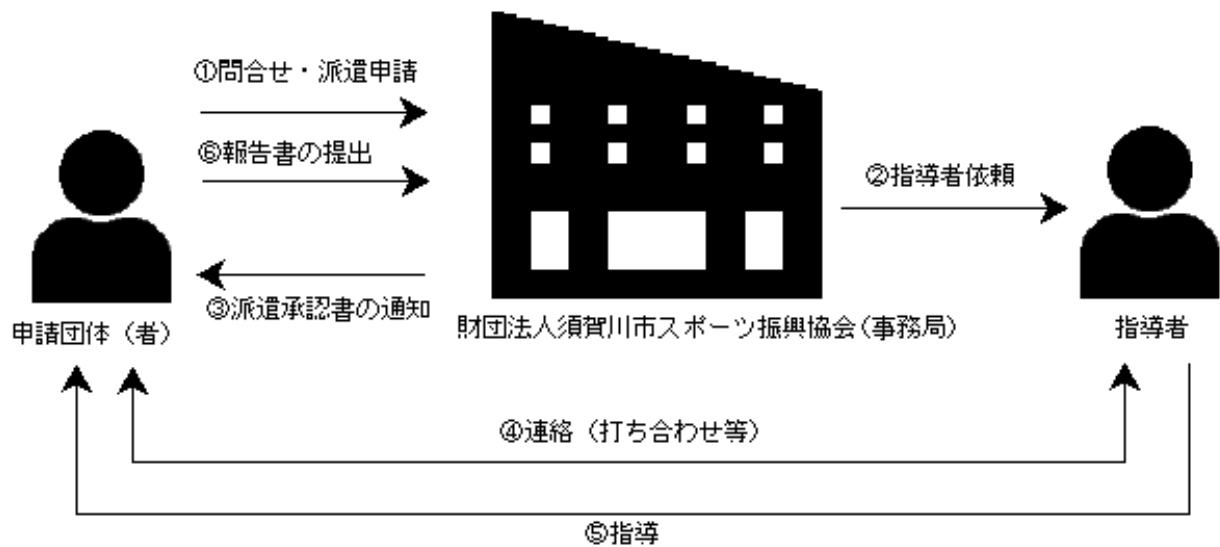 ①問合せ・派遣申請
⑥報告書の提出
②指導者依頼
③派遣承認書の通知
申請団体（者）
財団法人須賀川市スポーツ振興協会（事務局）
指導者
④連絡（打ち合わせ等）
⑤指導